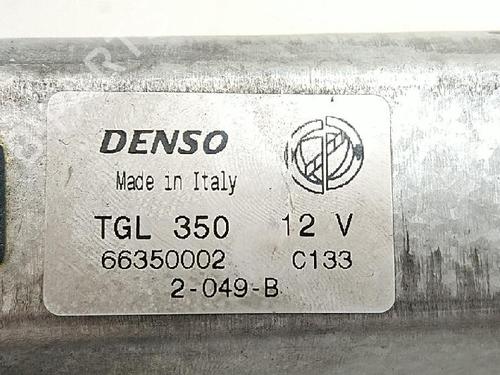 DENSO
Made in Italy
TGL 350 12 V
66350002 C133
2-049-B